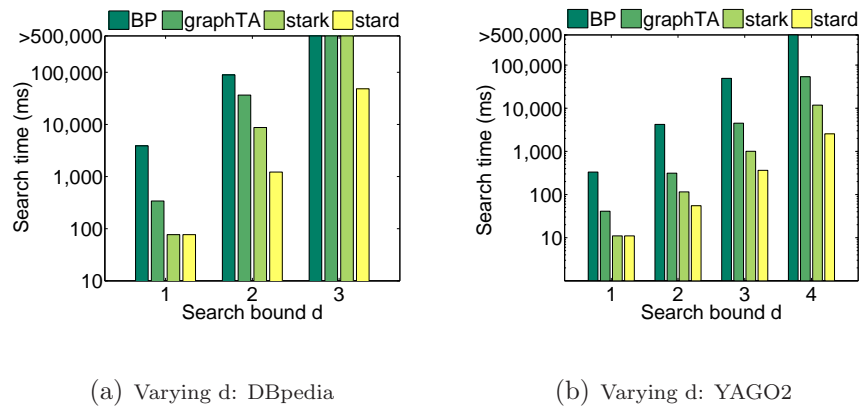 BP graphTA stark stard
>500,000
100,000
10,000
1,000
100
10
Search time (ms)
1 2 3
Search bound d
(a) Varying d: DBpedia
BP graphTA stark stard
>500,000
100,000
10,000
1,000
100
10
Search time (ms)
1 2 3 4
Search bound d
(b) Varying d: YAGO2